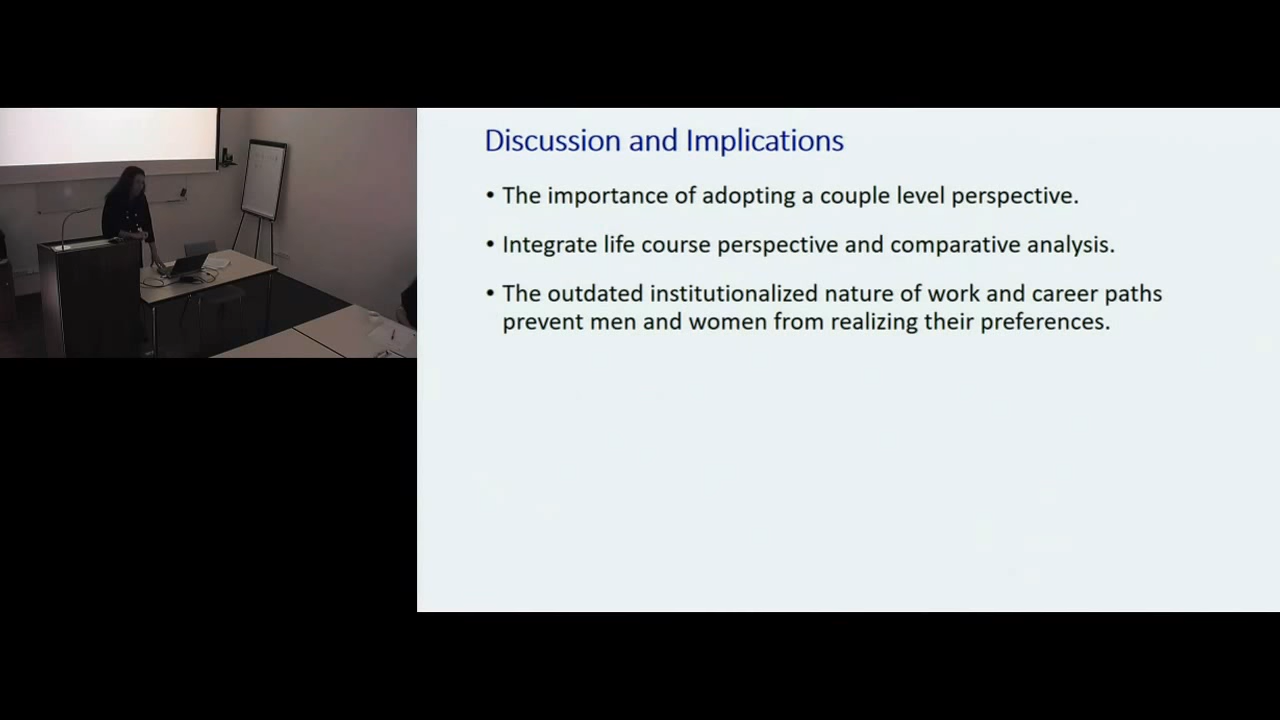 Discussion and Implications
• The importance of adopting a couple level perspective.
• Integrate life course perspective and comparative analysis.
• The outdated institutionalized nature of work and career paths
prevent men and women from realizing their preferences.